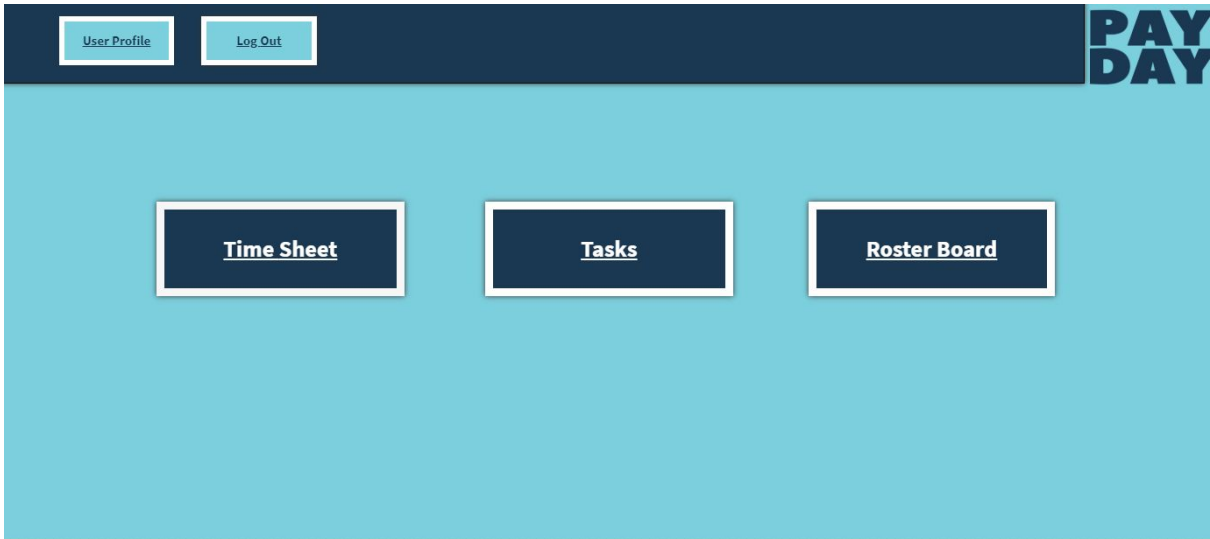 User Profile
Log Out
PAY
DAY
Time Sheet
Tasks
Roster Board